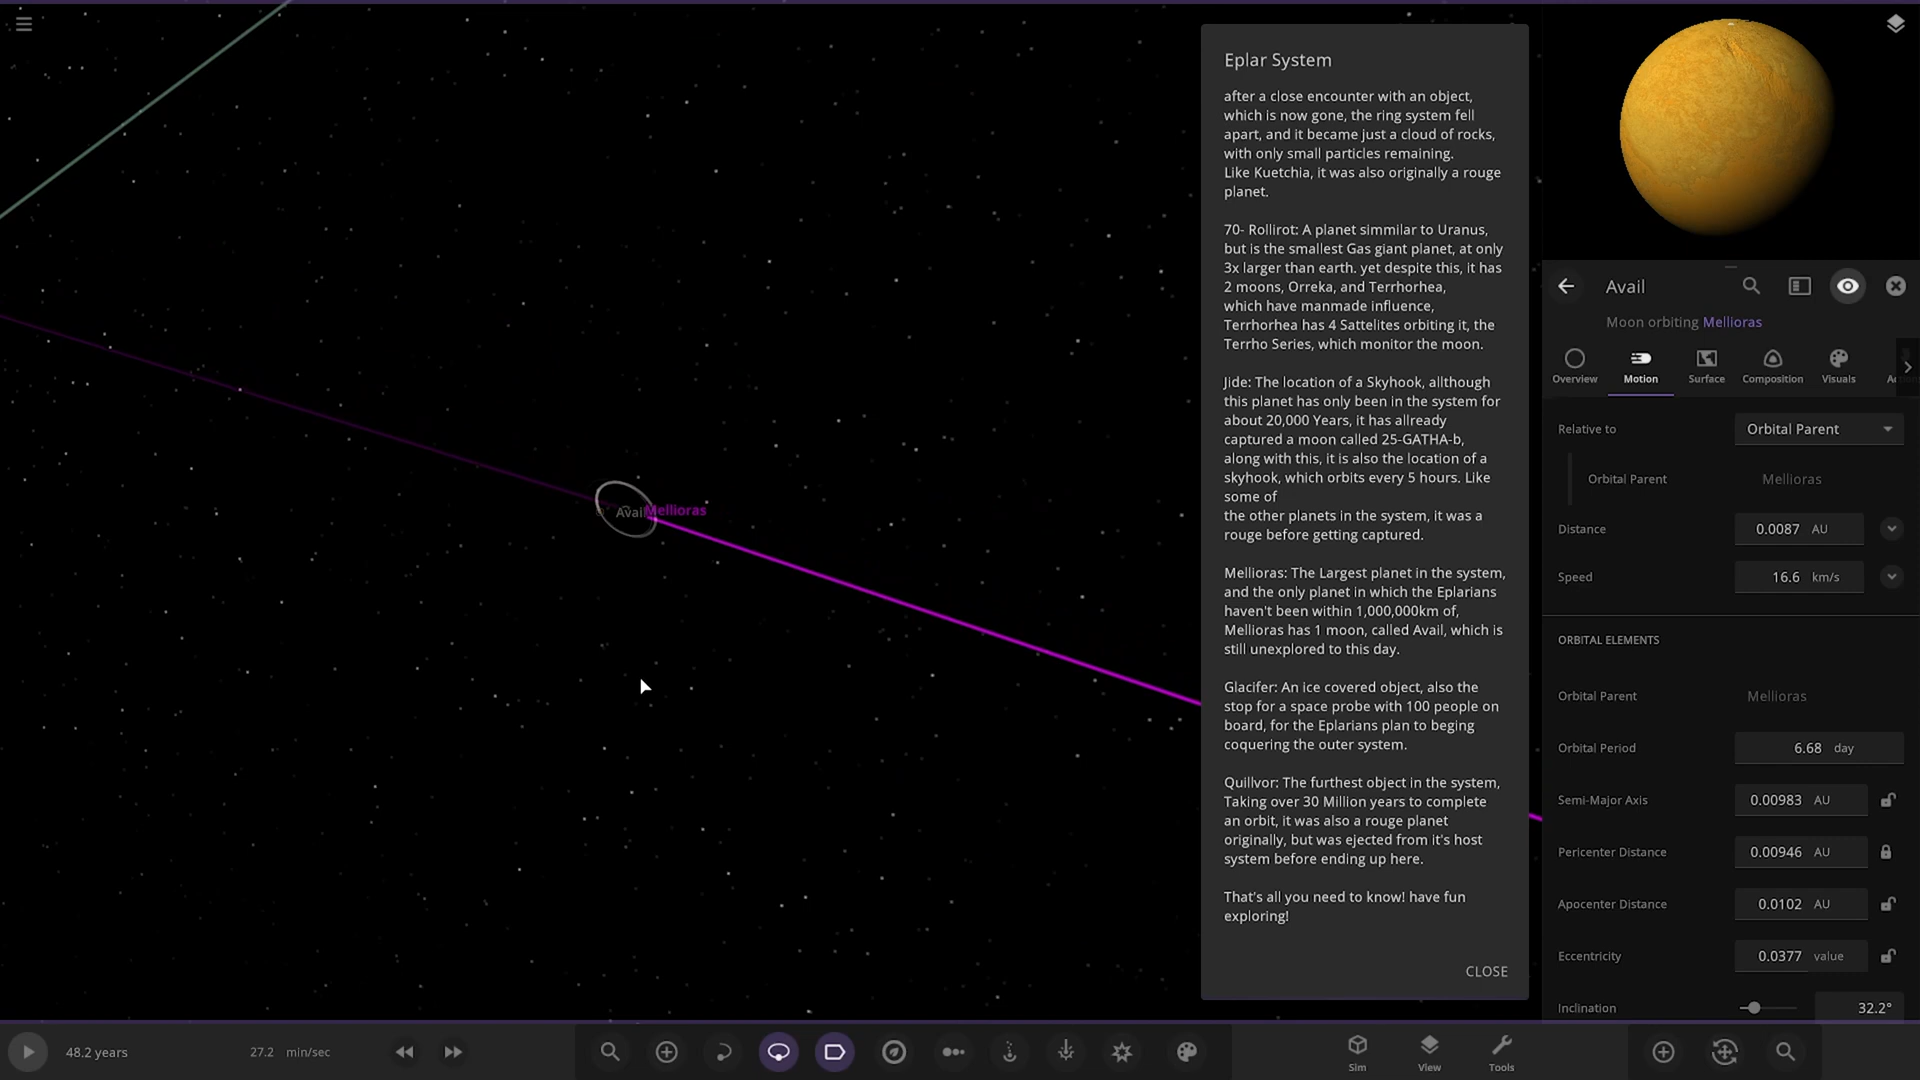 Eplar System
after a close encounter with an object,
which is now gone, the ring system fell
apart, and it became just a cloud of rocks,
with only small particles remaining.
Like Kuetchia, it was also originally a rouge
planet.
70- Rollirot: A planet simmilar to Uranus,
but is the smallest Gas giant planet, at only
3x larger than earth. yet despite this, it has
2 moons, Orreka, and Terrhorhea,
which have manmade influence,
Terrhorhea has 4 Sattelites orbiting it, the
Terrho Series, which monitor the moon.
Jide: The location of a Skyhook, allthough
this planet has only been in the system for
about 20,000 Years, it has allready
captured a moon called 25-GATHA-b,
along with this, it is also the location of a
skyhook, which orbits every 5 hours. Like
some of
the other planets in the system, it was a
rouge before getting captured.
Mellioras: The Largest planet in the system,
and the only planet in which the Eplarians
haven't been within 1,000,000km of,
Mellioras has 1 moon, called Avail, which is
still unexplored to this day.
Glacifer: An ice covered object, also the
stop for a space probe with 100 people on
board, for the Eplarians plan to beging
coquering the outer system.
Quillvor: The furthest object in the system,
Taking over 30 Million years to complete
an orbit, it was also a rouge planet
originally, but was ejected from it's host
system before ending up here.
That's all you need to know! have fun
exploring!
CLOSE
Avail
Mellioras
Avail
Moon orbiting Mellioras
Overview Motion Surface Composition Visuals
Relative to Orbital Parent
Orbital Parent Mellioras
Distance 0.0087 AU
Speed 16.6 km/s
ORBITAL ELEMENTS
Orbital Parent Mellioras
Orbital Period 6.68 day
Semi-Major Axis 0.00983 AU
Pericenter Distance 0.00946 AU
Apocenter Distance 0.0102 AU
Eccentricity 0.0377 value
Inclination 32.2°
48.2 years 27.2 min/sec
Sim View Tools